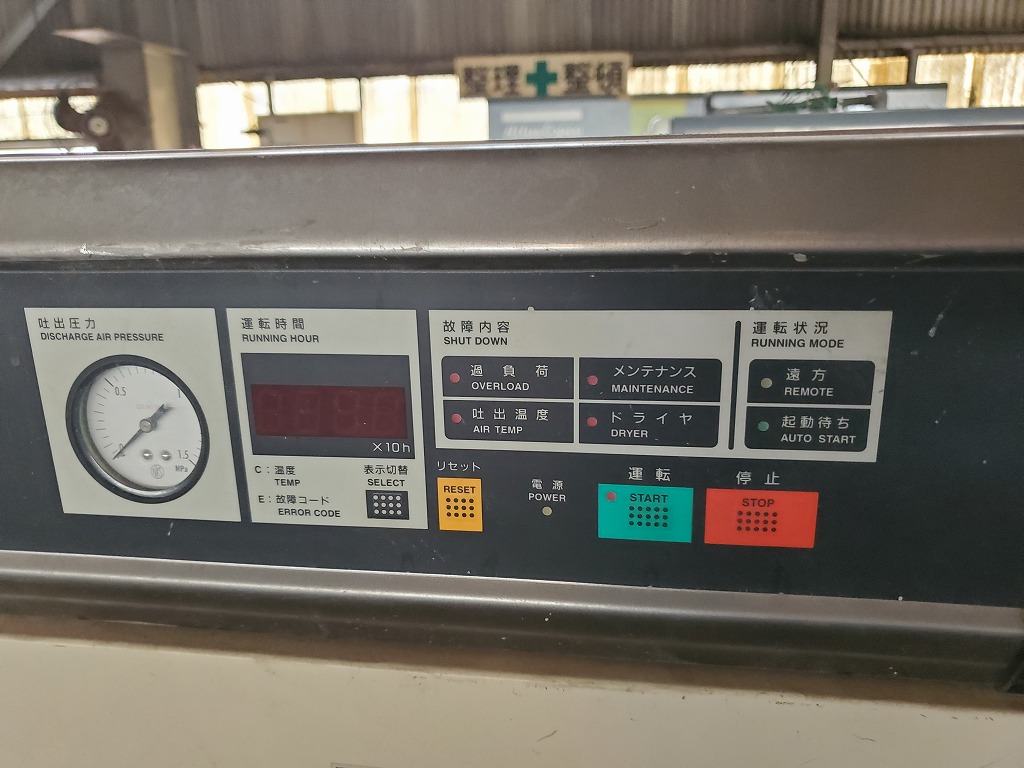 整理✚整頓
吐出圧力
DISCHARGE AIR PRESSURE
0
0.5
1
1.5
MPa
運転時間
RUNNING HOUR
×10h
C：温度
TEMP
E：故障コード
ERROR CODE
表示切替
SELECT
故障内容
SHUT DOWN
過負荷
OVERLOAD
メンテナンス
MAINTENANCE
吐出温度
AIR TEMP
ドライヤ
DRYER
運転状況
RUNNING MODE
遠方
REMOTE
起動待ち
AUTO START
リセット
RESET
電源
POWER
運転
START
停止
STOP